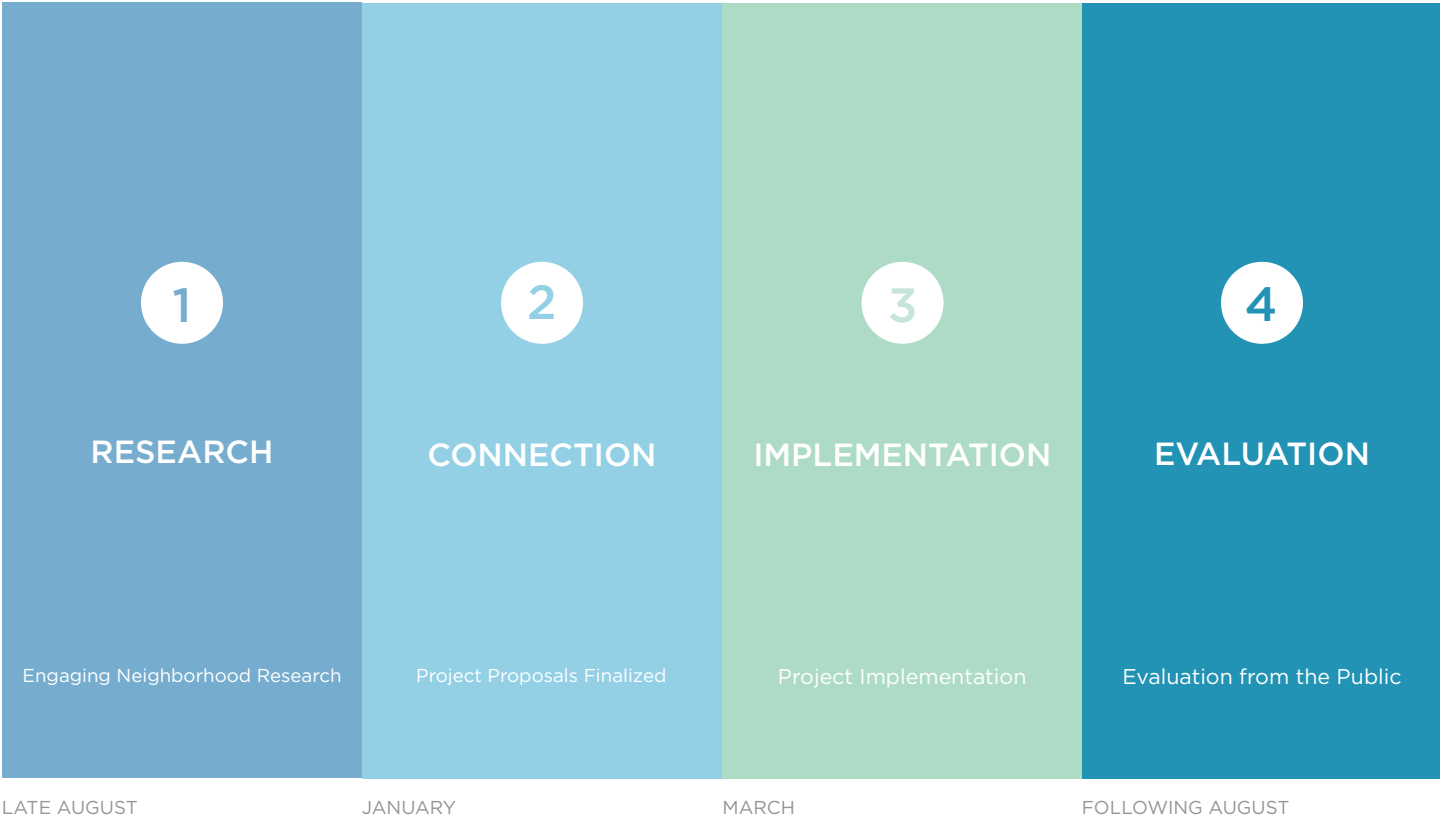 1
RESEARCH
Engaging Neighborhood Research
LATE AUGUST
2
CONNECTION
Project Proposals Finalized
JANUARY
3
IMPLEMENTATION
Project Implementation
MARCH
4
EVALUATION
Evaluation from the Public
FOLLOWING AUGUST